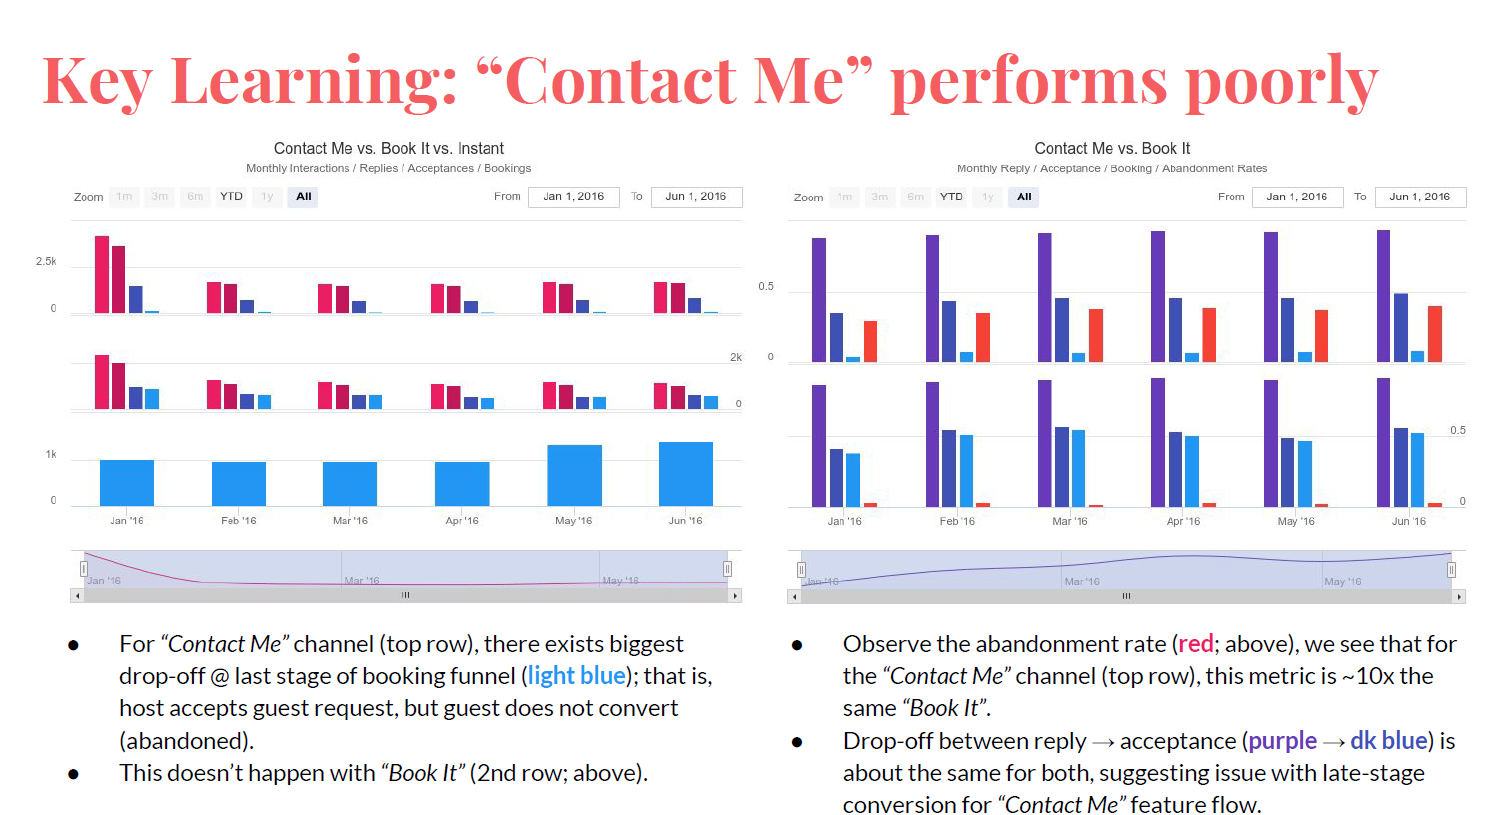 Key Learning: “Contact Me” performs poorly
Contact Me vs. Book It vs. Instant
Monthly Interactions / Replies / Acceptances / Bookings
Zoom 1m 3m 6m YTD 1y All From Jan 1, 2016 To Jun 1, 2016
2.5k
0
2k
0
1k
0
Jan '16 Feb '16 Mar '16 Apr '16 May '16 Jun '16
Jan '16 Mar '16 May '16
Contact Me vs. Book It
Monthly Reply / Acceptance / Booking / Abandonment Rates
Zoom 1m 3m 6m YTD 1y All From Jan 1, 2016 To Jun 1, 2016
0.5
0
0.5
0
Jan '16 Feb '16 Mar '16 Apr '16 May '16 Jun '16
Jan '16 Mar '16 May '16
● For “Contact Me” channel (top row), there exists biggest
drop-off @ last stage of booking funnel (light blue); that is,
host accepts guest request, but guest does not convert
(abandoned).
● This doesn’t happen with “Book It” (2nd row; above).
● Observe the abandonment rate (red; above), we see that for
the “Contact Me” channel (top row), this metric is ~10x the
same “Book It”.
● Drop-off between reply → acceptance (purple → dk blue) is
about the same for both, suggesting issue with late-stage
conversion for “Contact Me” feature flow.